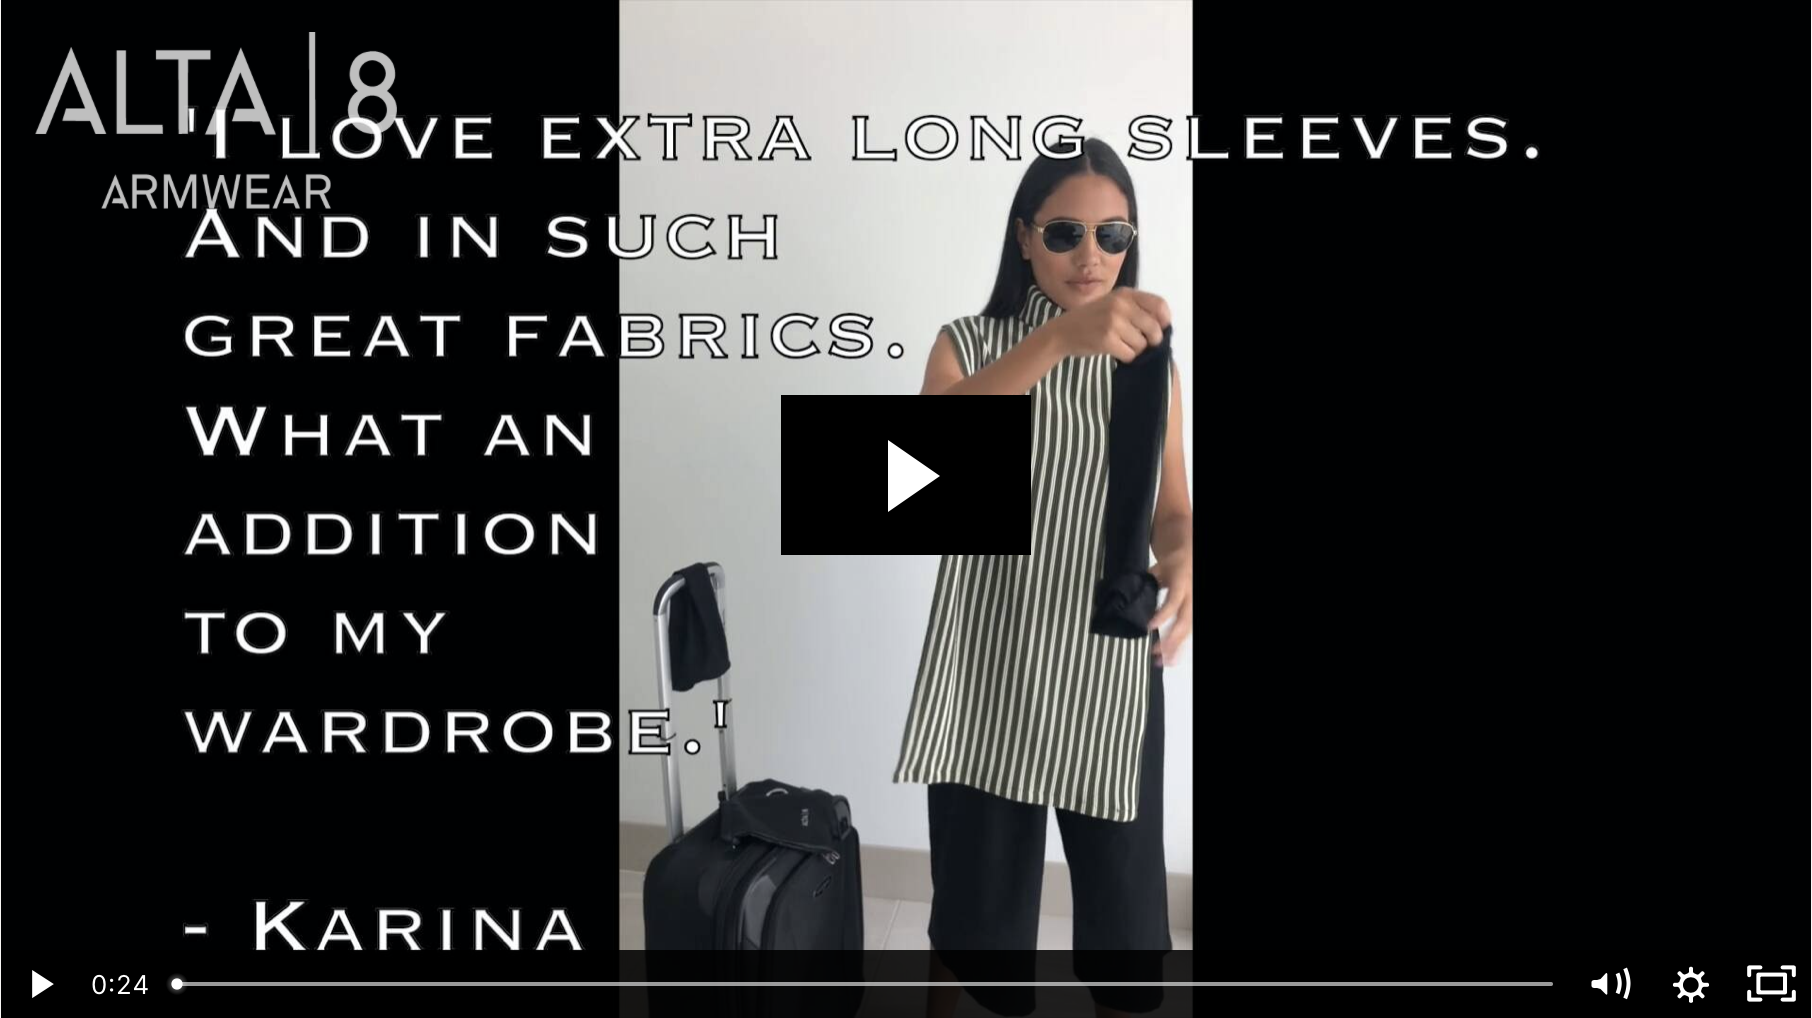 ALTA|8
ARMWEAR
'I LOVE EXTRA LONG SLEEVES.
AND IN SUCH
GREAT FABRICS.
WHAT AN
ADDITION
TO MY
WARDROBE.'
- KARINA
0:24